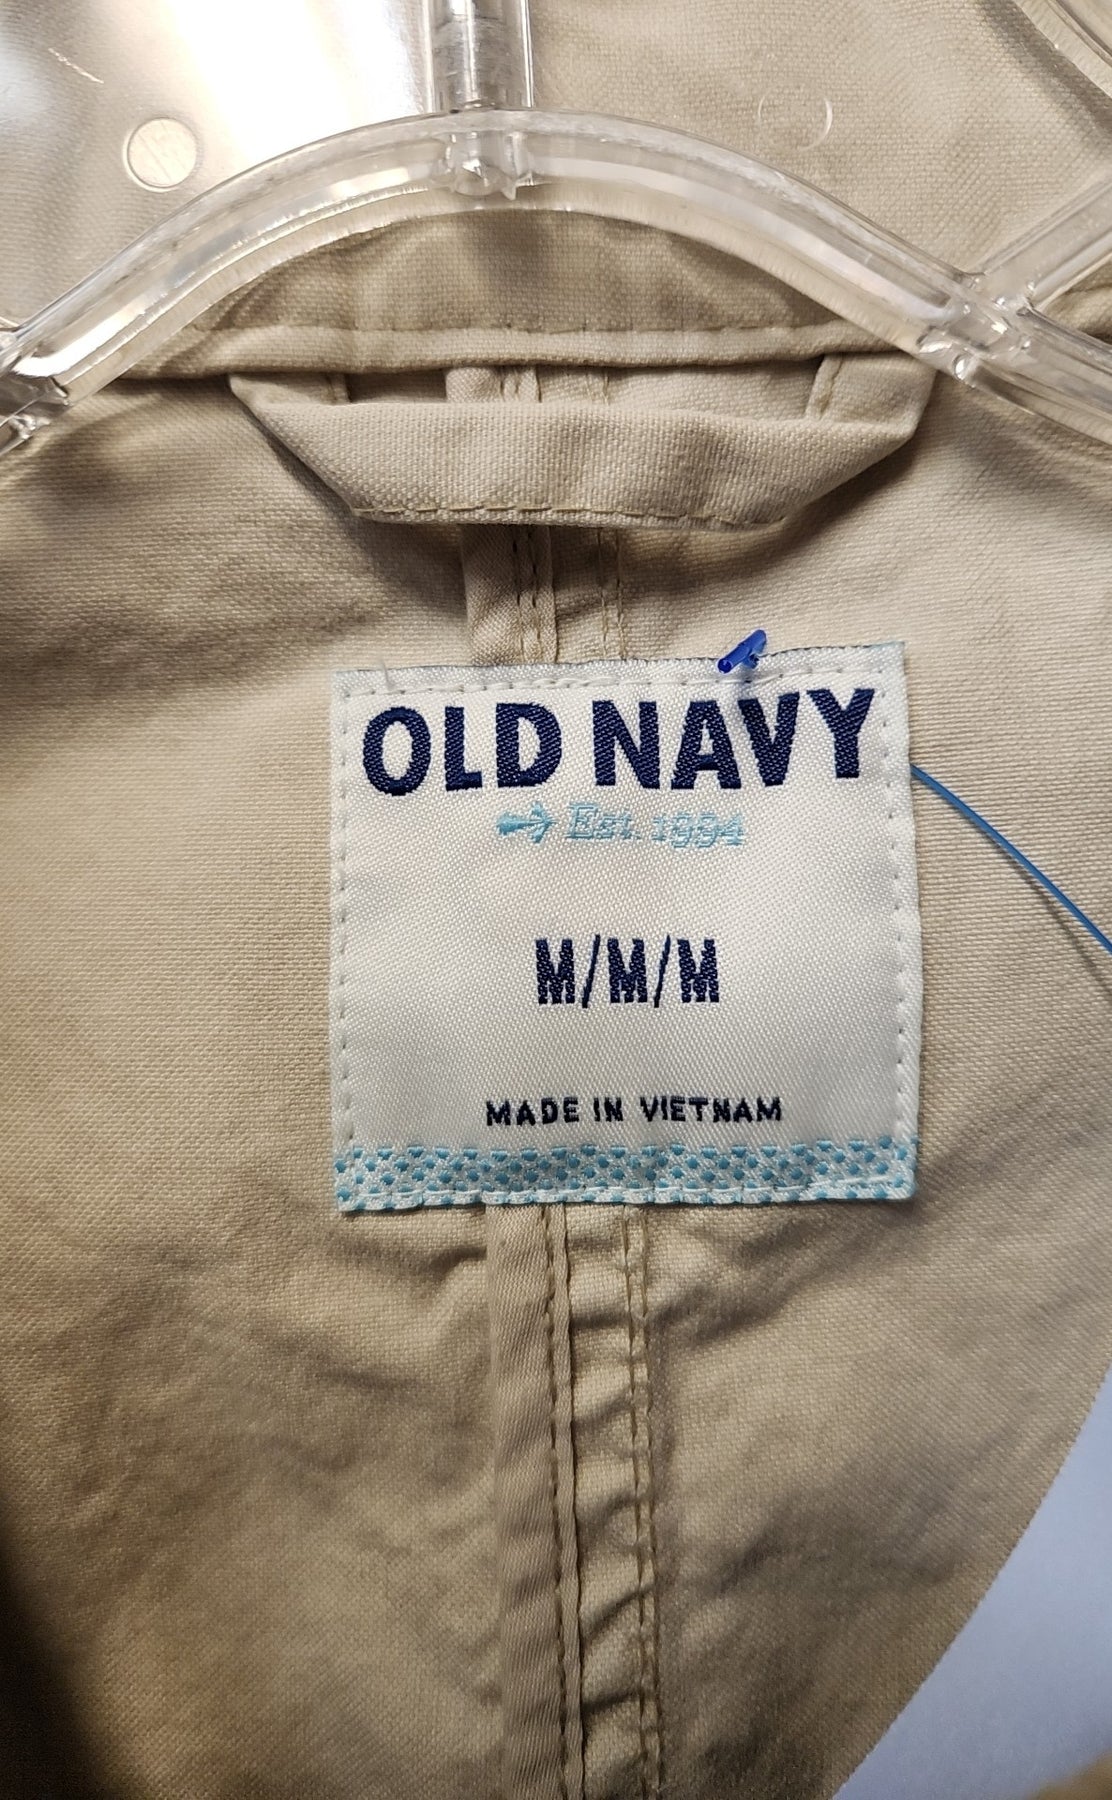 OLD NAVY
Est. 1994
M/M/M
MADE IN VIETNAM